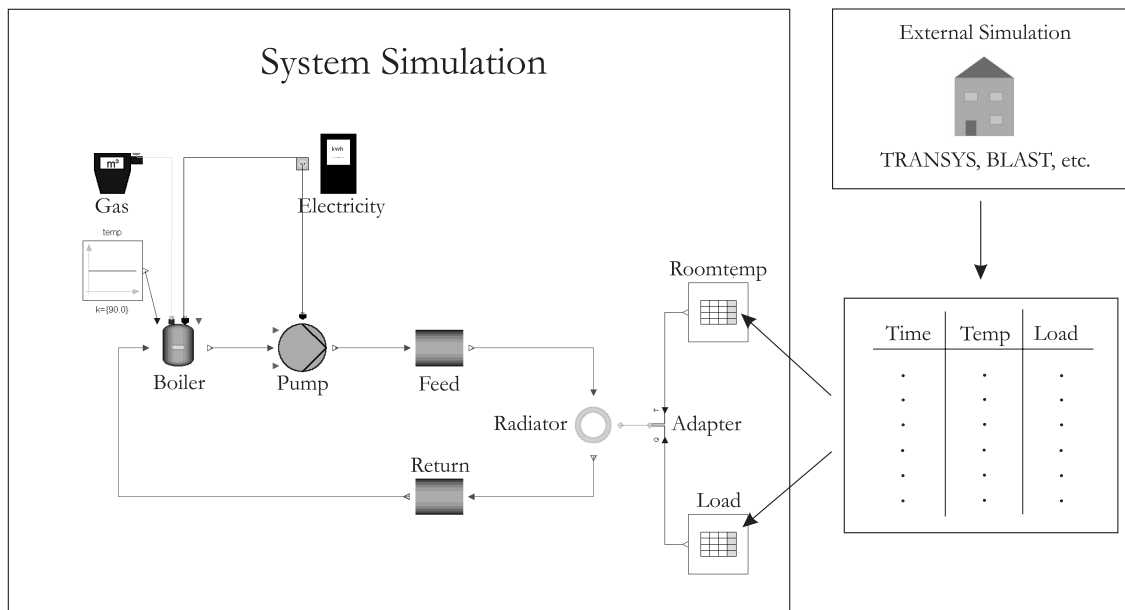 System Simulation
External Simulation
TRANSYS, BLAST, etc.
m³
kwh
Gas
Electricity
temp
k={90.0}
Boiler
Pump
Feed
Roomtemp
T
Radiator
Adapter
Q
Return
Load
Time Temp Load